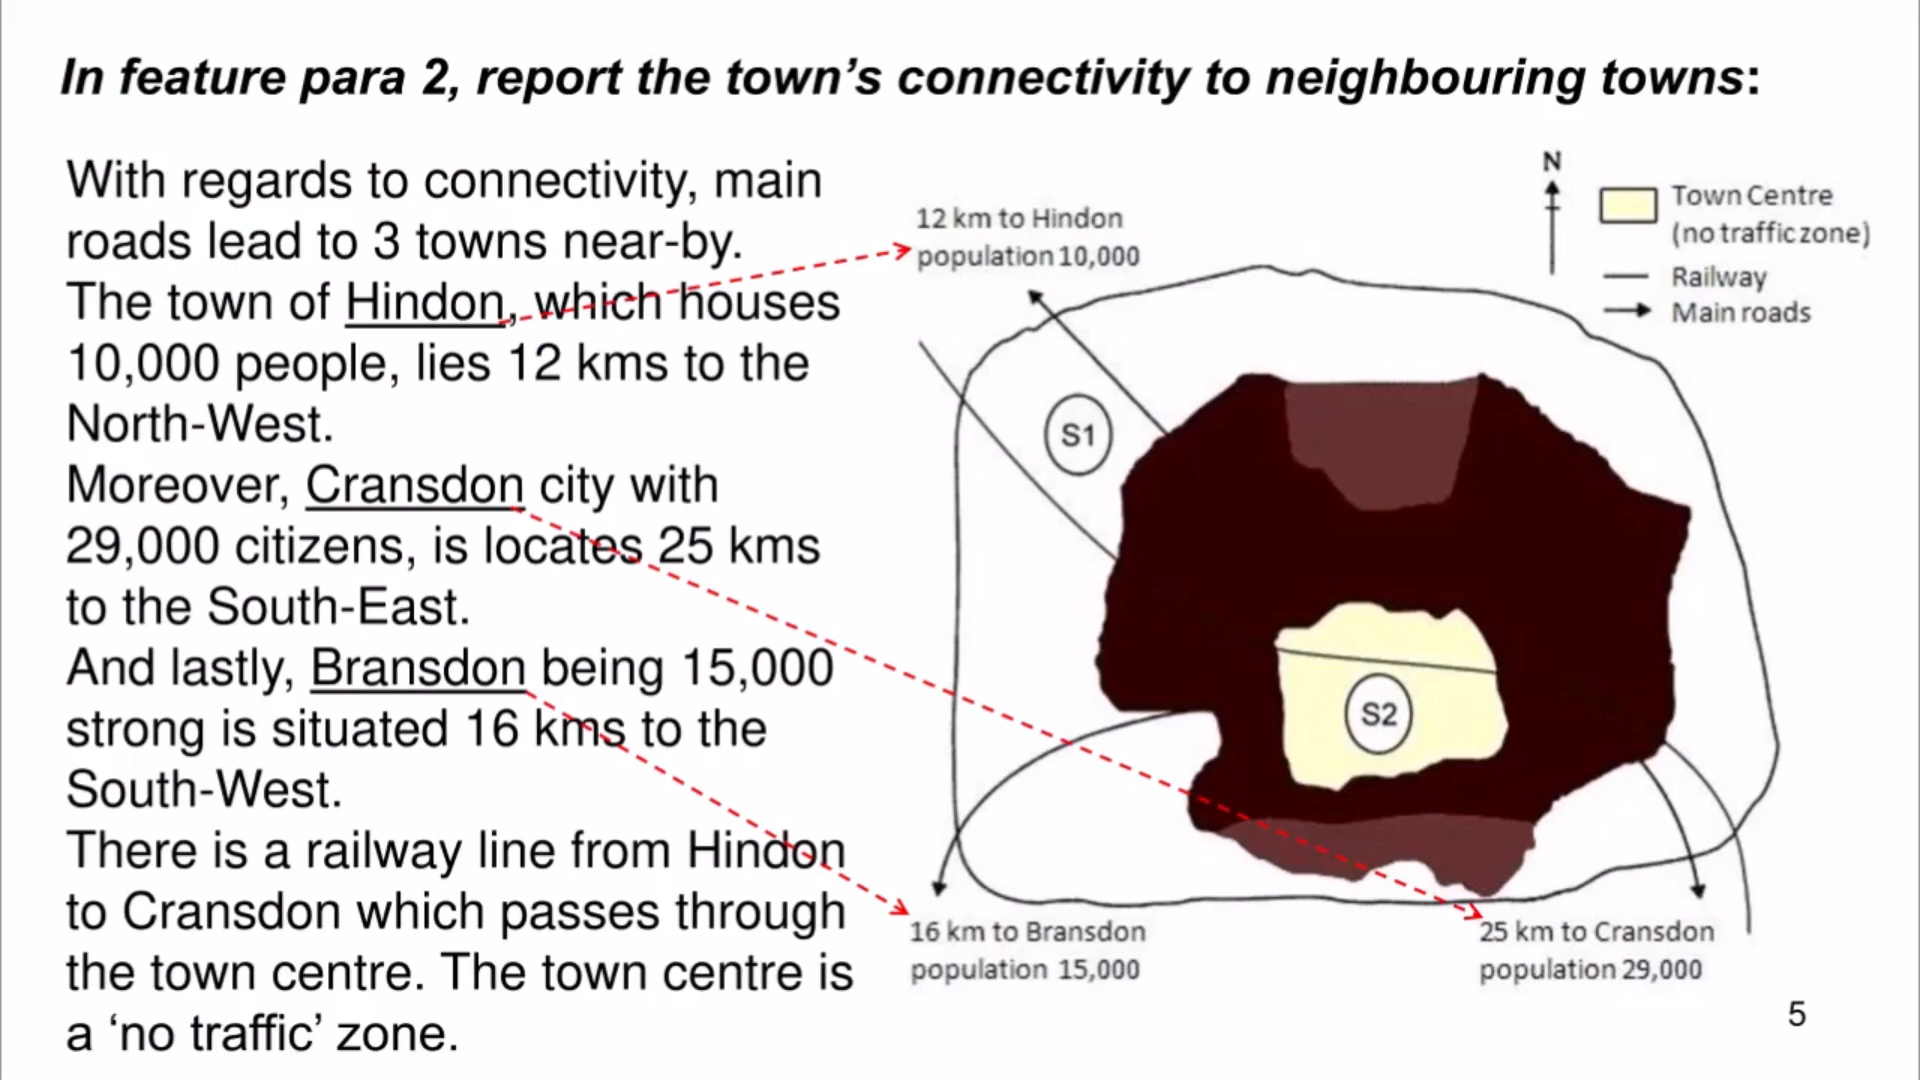 In feature para 2, report the town’s connectivity to neighbouring towns:
With regards to connectivity, main
roads lead to 3 towns near-by.
The town of Hindon, which houses
10,000 people, lies 12 kms to the
North-West.
Moreover, Cransdon city with
29,000 citizens, is locates 25 kms
to the South-East.
And lastly, Bransdon being 15,000
strong is situated 16 kms to the
South-West.
There is a railway line from Hindon
to Cransdon which passes through
the town centre. The town centre is
a ‘no traffic’ zone.
12 km to Hindon
population 10,000
N
Town Centre
(no traffic zone)
Railway
Main roads
S1
S2
16 km to Bransdon
population 15,000
25 km to Cransdon
population 29,000
5